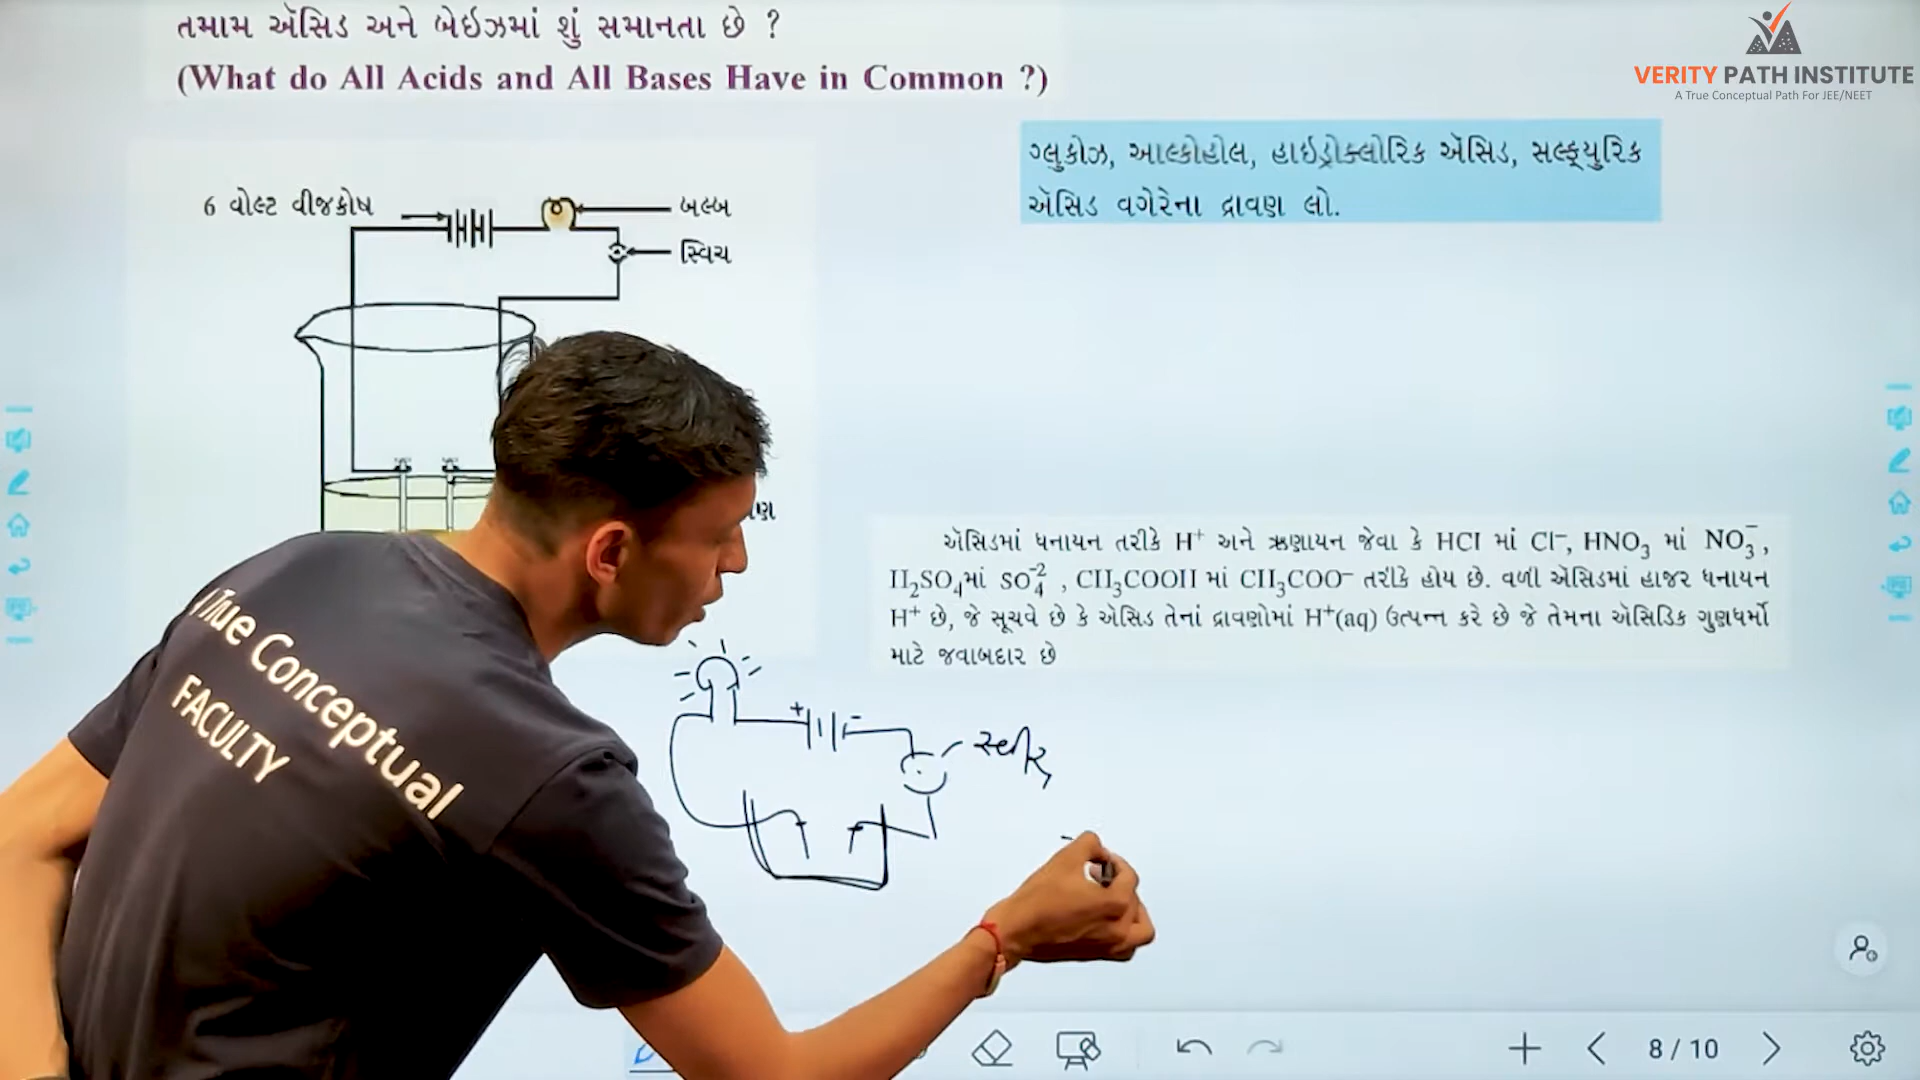 તમામ ઍસિડ અને બેઇઝમાં શું સમાનતા છે ?
(What do All Acids and All Bases Have in Common ?)
VERITY PATH INSTITUTE
A True Conceptual Path For JEE/NEET
ગ્લુકોઝ, આલ્કોહોલ, હાઇડ્રોક્લોરિક ઍસિડ, સલ્ફ્યુરિક
ઍસિડ વગેરેના દ્રાવણ લો.
6 વોલ્ટ વીજકોષ
બલ્બ
સ્વિચ
ઍસિડમાં ધનાયન તરીકે H⁺ અને ઋણાયન જેવા કે HCl માં Cl⁻, HNO₃ માં NO₃⁻,
H₂SO₄માં SO₄⁻², CH₃COOH માં CH₃COO⁻ તરીકે હોય છે. વળી ઍસિડમાં હાજર ધનાયન
H⁺ છે, જે સૂચવે છે કે ઍસિડ તેનાં દ્રાવણોમાં H⁺(aq) ઉત્પન્ન કરે છે જે તેમના ઍસિડિક ગુણધર્મો
માટે જવાબદાર છે
True Conceptual
FACULTY
+ -
8 / 10